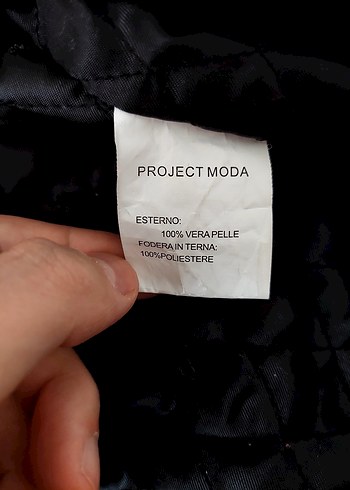 PROJECT MODA
ESTERNO:
100% VERA PELLE
FODERA IN TERNA:
100%POLIESTERE